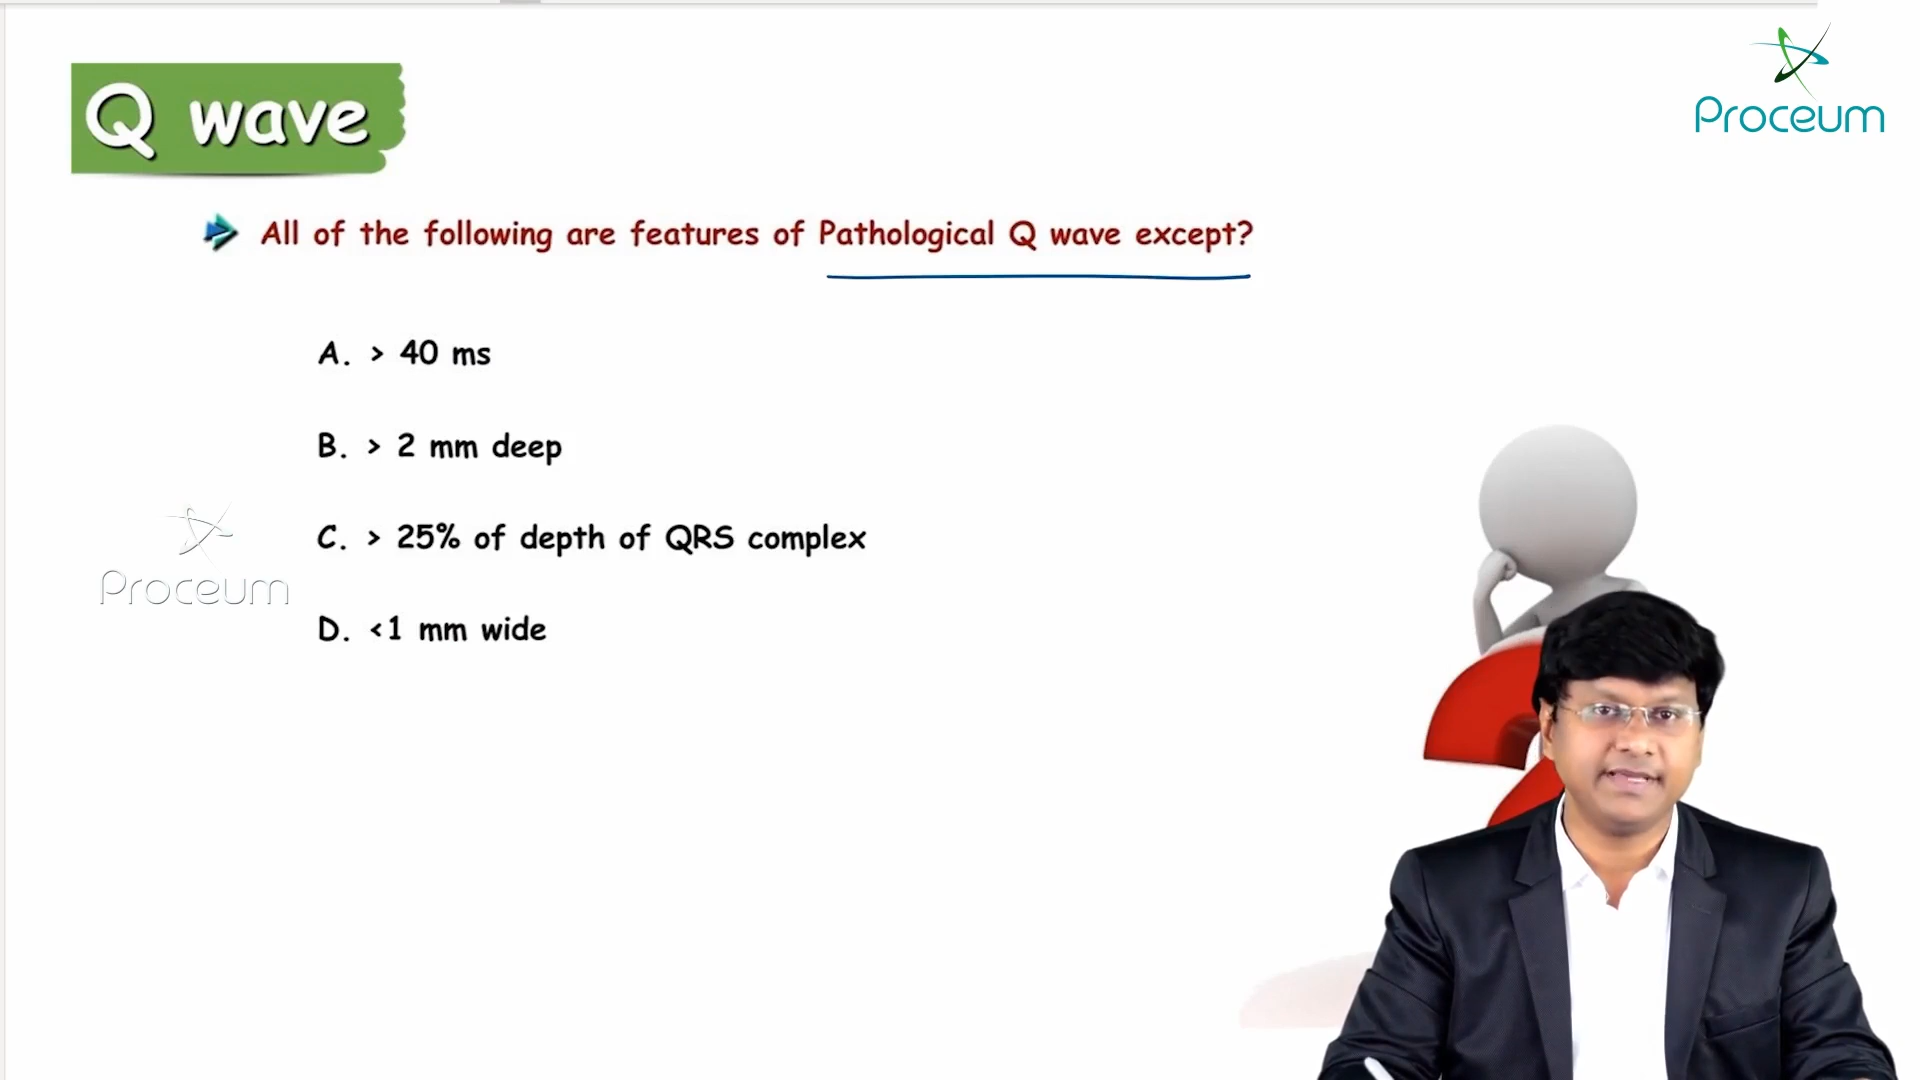 Proceum
Q wave
All of the following are features of Pathological Q wave except?
A. > 40 ms
B. > 2 mm deep
C. > 25% of depth of QRS complex
Proceum
D. <1 mm wide